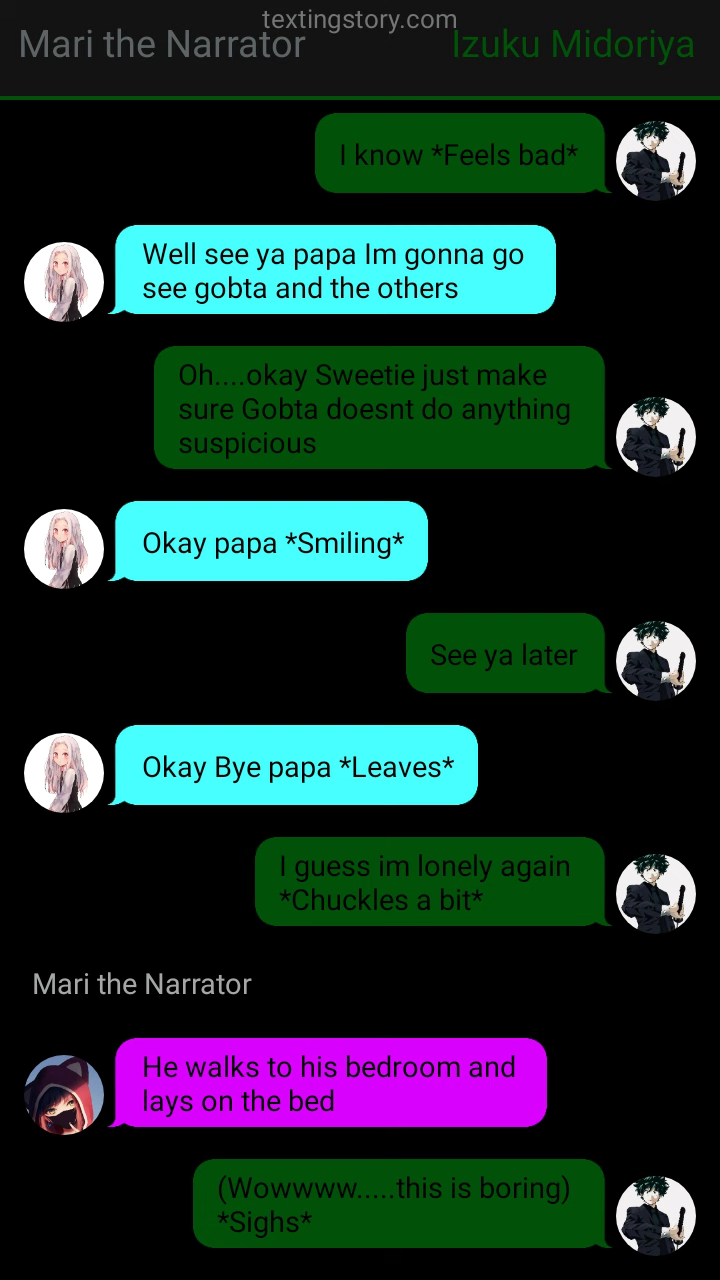 textingstory.com
Mari the Narrator
Izuku Midoriya
I know *Feels bad*
Well see ya papa Im gonna go
see gobta and the others
Oh....okay Sweetie just make
sure Gobta doesnt do anything
suspicious
Okay papa *Smiling*
See ya later
Okay Bye papa *Leaves*
I guess im lonely again
*Chuckles a bit*
Mari the Narrator
He walks to his bedroom and
lays on the bed
(Wowwww.....this is boring)
*Sighs*